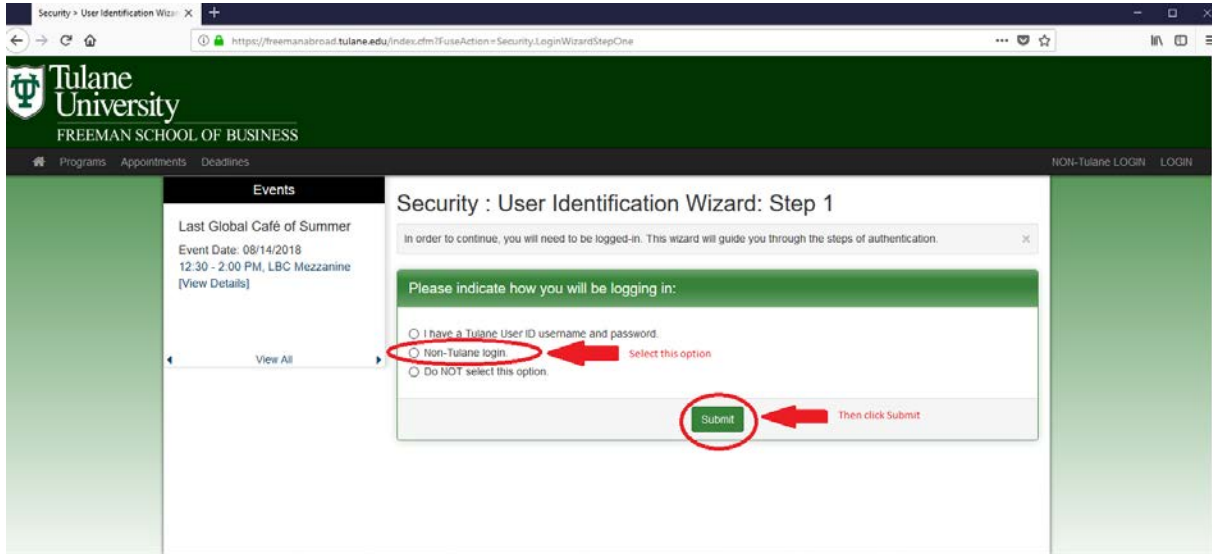 Security > User Identification Wizar
https://freemanabroad.tulane.edu/index.cfm?FuseAction=Security.LoginWizardStepOne
Tulane
University
FREEMAN SCHOOL OF BUSINESS
Programs Appointments Deadlines NON-Tulane LOGIN LOGIN
Events
Last Global Café of Summer
Event Date: 08/14/2018
12:30 - 2:00 PM, LBC Mezzanine
[View Details]
View All
Security : User Identification Wizard: Step 1
In order to continue, you will need to be logged-in. This wizard will guide you through the steps of authentication.
Please indicate how you will be logging in:
I have a Tulane User ID username and password.
Non-Tulane login. Select this option
Do NOT select this option.
Submit Then click Submit